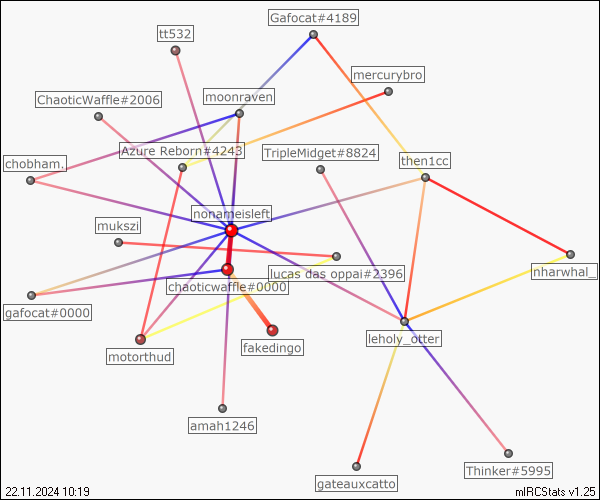 Gafocat#4189
tt532
mercurybro
ChaoticWaffle#2006
moonraven
Azure Reborn#4243
TripleMidget#8824
then1cc
chobham.
nonameisleft
mukszi
lucas das oppai#2396
nharwhal_
chaoticwaffle#0000
gafocat#0000
leholy_otter
fakedingo
motorthud
amah1246
Thinker#5995
gateauxcatto
22.11.2024 10:19
mIRCStats v1.25